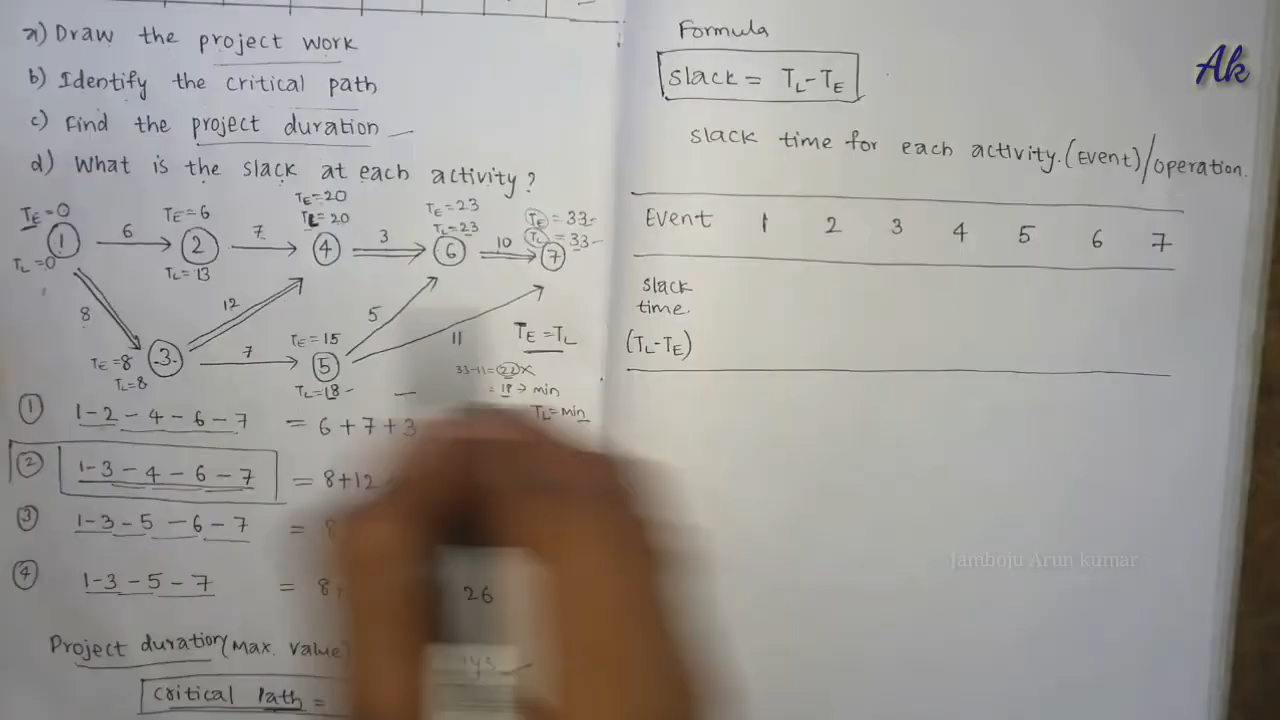 a) Draw the project work
b) Identify the critical path
c) Find the project duration
d) What is the slack at each activity?
TE=0
1
TL=0
6
TE=6
2
TL=13
7
TE=20
TL=20
4
3
TE=23
TL=23
6
10
TE=33
TL=33
7
8
12
TE=8
3
TL=8
7
TE=15
5
TL=18
5
11
TE=TL
33-11=22X
=18→min
TL=min
① 1-2-4-6-7 = 6+7+3
② 1-3-4-6-7 = 8+12
③ 1-3-5-6-7 = 8
④ 1-3-5-7 = 8+ 26
Project duration(Max. value)
Critical path =
Formula
Slack = TL-TE
Slack time for each activity.(Event)/operation.
Event 1 2 3 4 5 6 7
Slack
time.
(TL-TE)
Ak
Jamboju Arun kumar